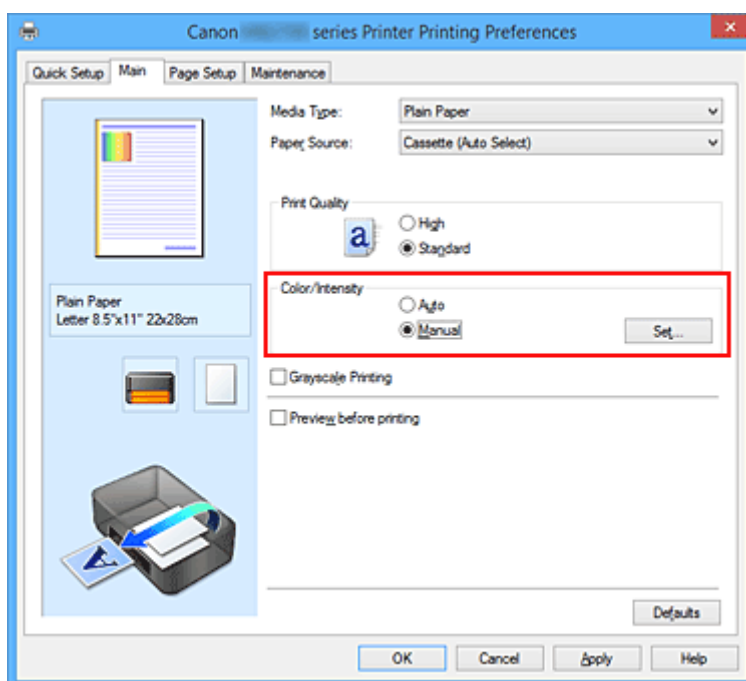 Canon series Printer Printing Preferences
Quick Setup Main Page Setup Maintenance
Media Type: Plain Paper
Paper Source: Cassette (Auto Select)
Print Quality
High
a
Standard
Color/Intensity
Auto
Manual Set...
Plain Paper
Letter 8.5"x11" 22x28cm
Grayscale Printing
Preview before printing
A
Defaults
OK Cancel Apply Help